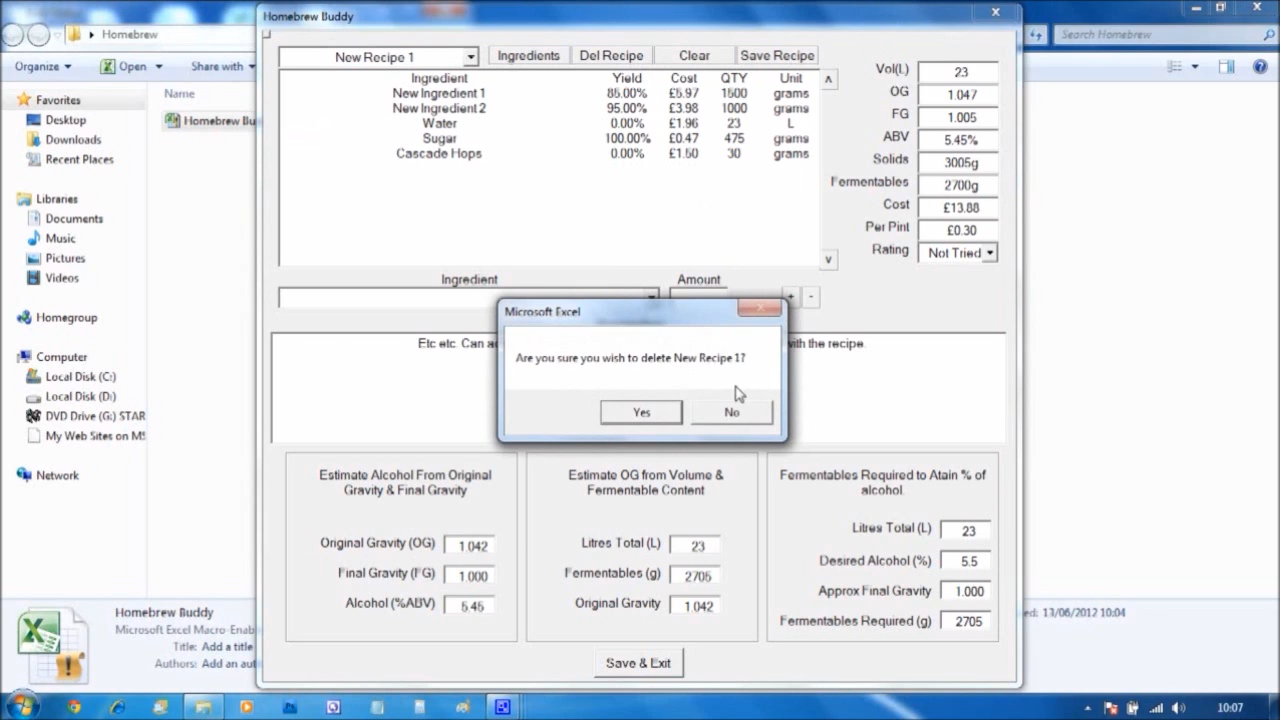 Homebrew Buddy
Homebrew
Search Homebrew
Organize
Open
Share with
New Recipe 1
Ingredients
Del Recipe
Clear
Save Recipe
Name
Homebrew Bu
Favorites
Desktop
Downloads
Recent Places
Libraries
Documents
Music
Pictures
Videos
Homegroup
Computer
Local Disk (C:)
Local Disk (D:)
DVD Drive (G:) STAR
My Web Sites on MS
Network
Ingredient Yield Cost QTY Unit
New Ingredient 1 85.00% £5.97 1500 grams
New Ingredient 2 95.00% £3.98 1000 grams
Water 0.00% £1.96 23 L
Sugar 100.00% £0.47 475 grams
Cascade Hops 0.00% £1.50 30 grams
Vol(L) 23
OG 1.047
FG 1.005
ABV 5.45%
Solids 3005g
Fermentables 2700g
Cost £13.88
Per Pint £0.30
Rating Not Tried
Ingredient Amount
+ -
Etc etc. Can a
with the recipe.
Microsoft Excel
Are you sure you wish to delete New Recipe 1?
Yes
No
Estimate Alcohol From Original
Gravity & Final Gravity
Original Gravity (OG) 1.042
Final Gravity (FG) 1.000
Alcohol (%ABV) 5.45
Estimate OG from Volume &
Fermentable Content
Litres Total (L) 23
Fermentables (g) 2705
Original Gravity 1.042
Fermentables Required to Atain % of
alcohol
Litres Total (L) 23
Desired Alcohol (%) 5.5
Approx Final Gravity 1.000
Fermentables Required (g) 2705
Save & Exit
Homebrew Buddy
Microsoft Excel Macro-Enab
Title: Add a title
Authors: Add an aut
ed: 13/06/2012 10:04
10:07